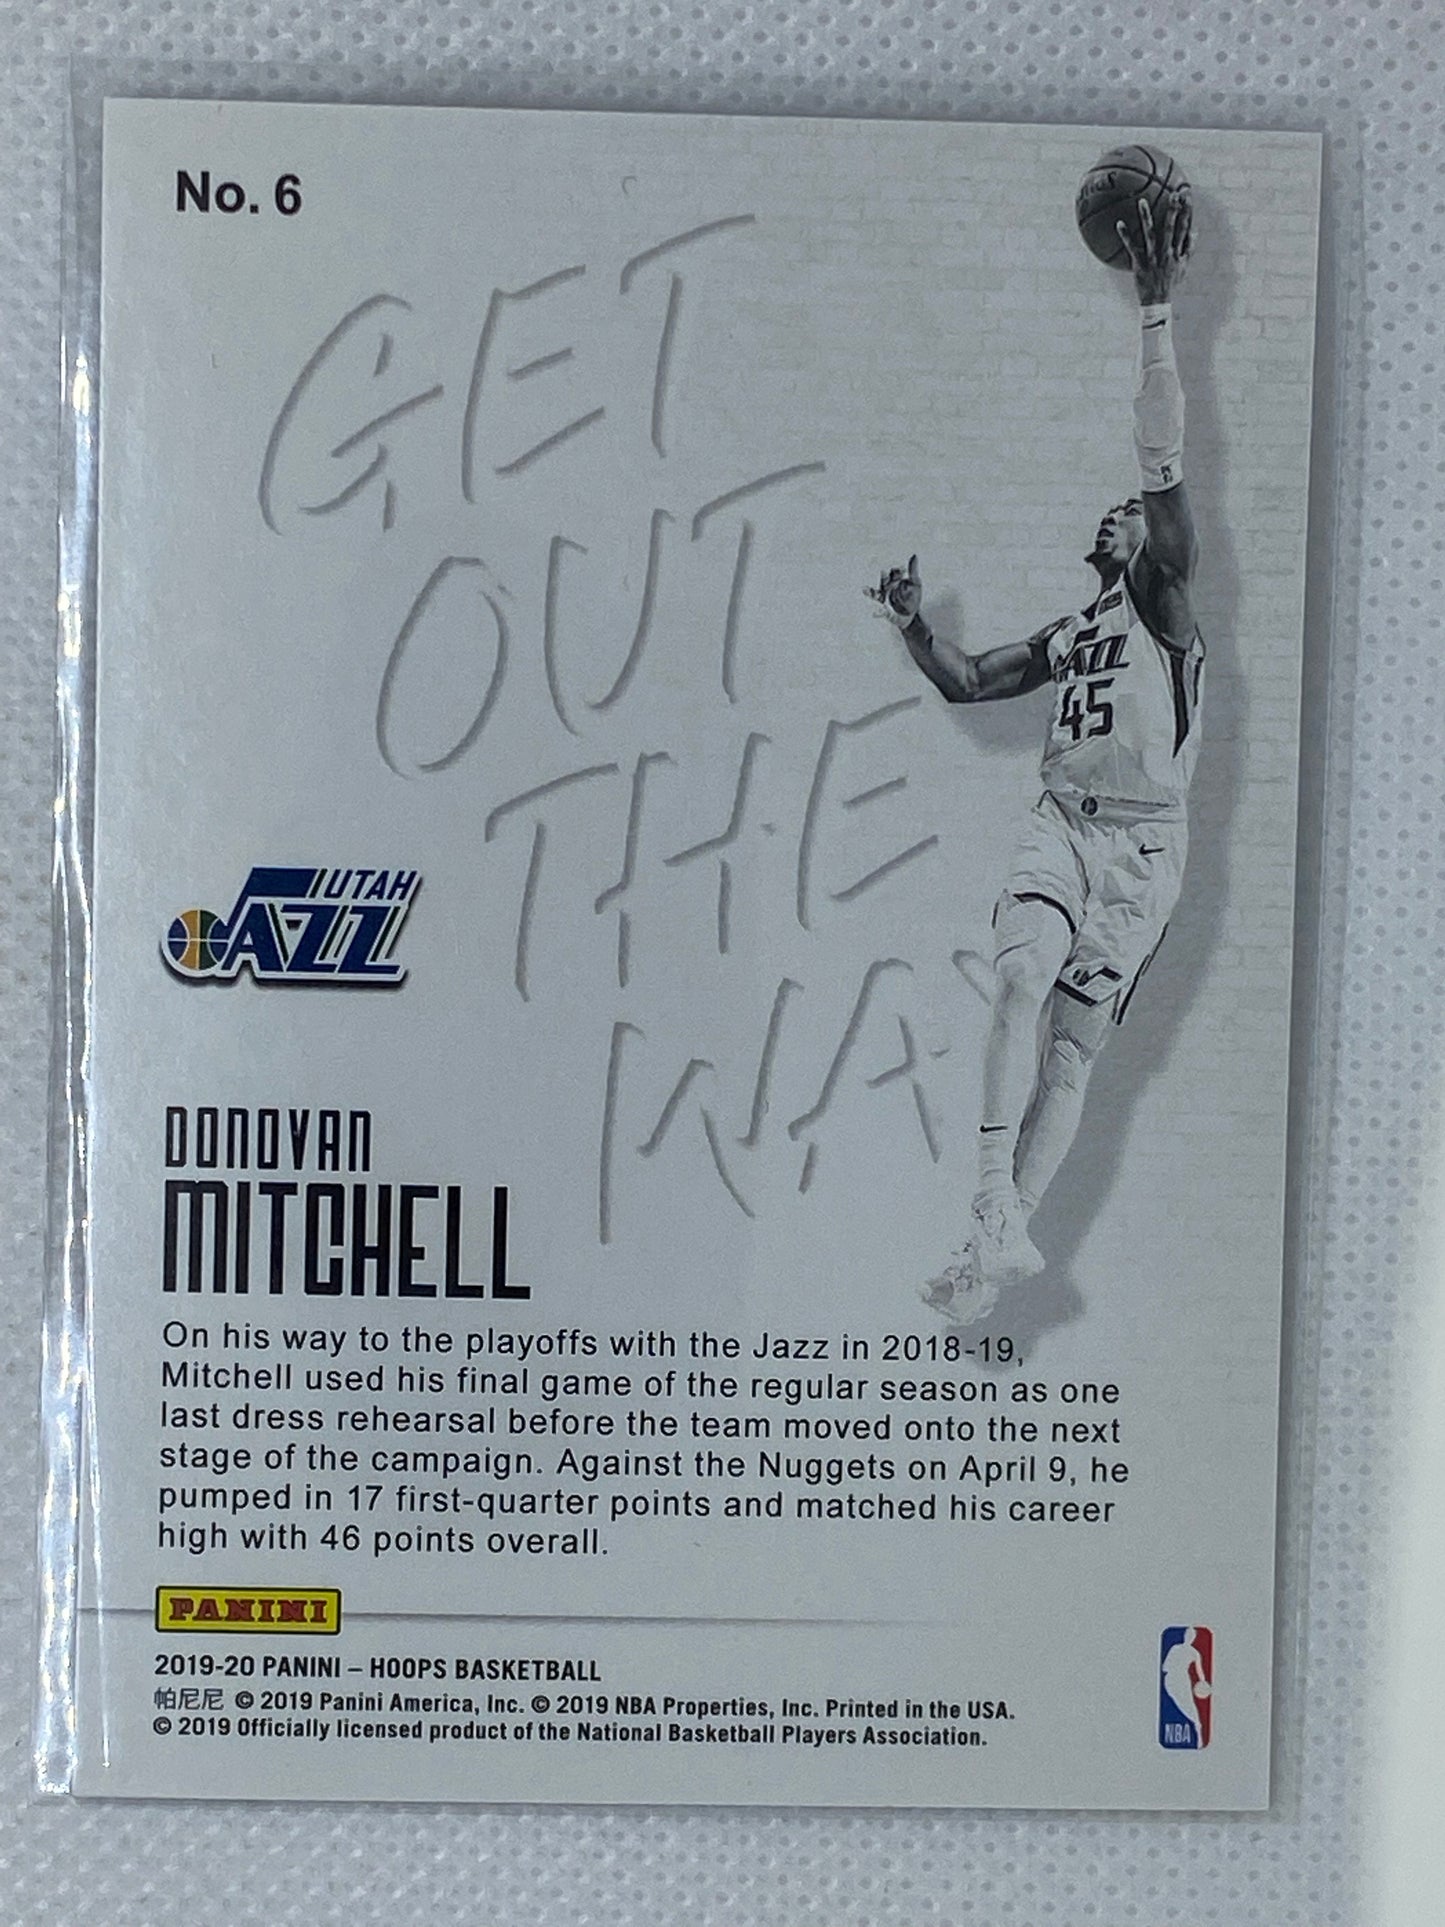 No. 6
GET
OUT
THE
WAY
JAZZ
45
UTAH
JAZZ
DONOVAN
MITCHELL
On his way to the playoffs with the Jazz in 2018-19,
Mitchell used his final game of the regular season as one
last dress rehearsal before the team moved onto the next
stage of the campaign. Against the Nuggets on April 9, he
pumped in 17 first-quarter points and matched his career
high with 46 points overall.
PANINI
2019-20 PANINI – HOOPS BASKETBALL
帕尼尼 © 2019 Panini America, Inc. © 2019 NBA Properties, Inc. Printed in the USA.
© 2019 Officially licensed product of the National Basketball Players Association.
NBA